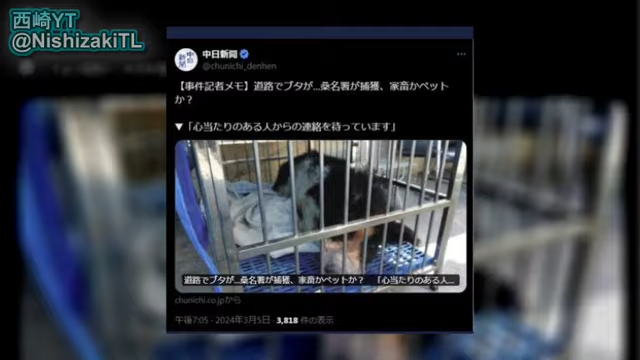 西崎YT
@NishizakiTL
中日新聞
中日新聞
@chunichi_denhen
【事件記者メモ】道路でブタが...桑名署が捕獲、家畜かペット
か？
▼「心当たりのある人からの連絡を待っています」
道路でブタが...桑名署が捕獲、家畜かペットか？ 「心当たりのある人...
chunichi.co.jpから
午後7:05 · 2024年3月5日 · 3,818 件の表示